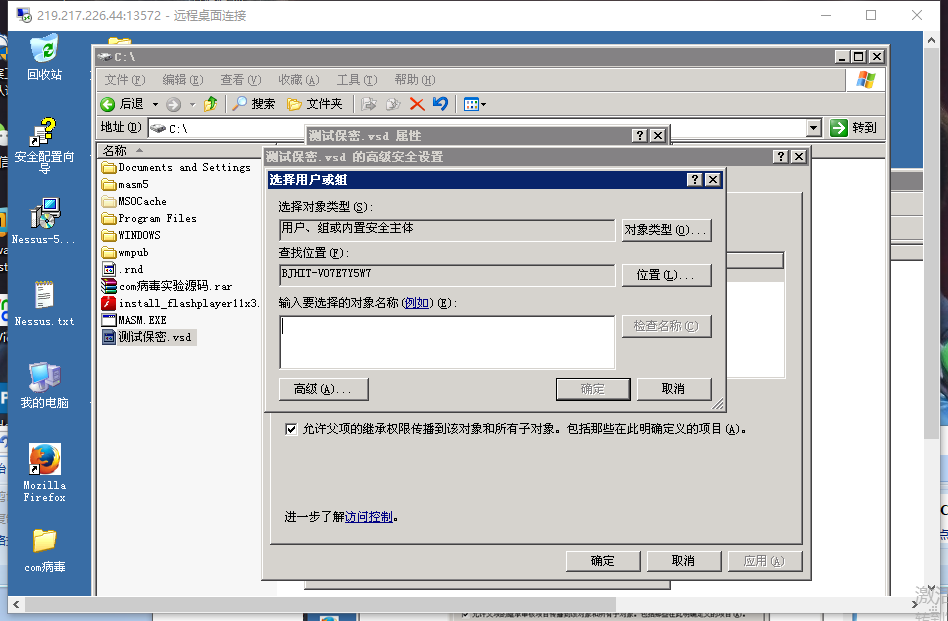 219.217.226.44:13572 - 远程桌面连接
回收站
安全配置向导
Nessus-5...
Nessus.txt
我的电脑
Mozilla Firefox
com病毒
C:\
文件(F) 编辑(E) 查看(V) 收藏(A) 工具(T) 帮助(H)
后退 搜索 文件夹
地址(D) C:\ 转到
名称
Documents and Settings
masm5
MSOCache
Program Files
WINDOWS
wmpub
.rnd
com病毒实验源码.rar
install_flashplayer11x3.
MASM.EXE
测试保密.vsd
测试保密.vsd 属性
测试保密.vsd 的高级安全设置
选择用户或组
选择对象类型(S):
用户、组或内置安全主体 对象类型(O)...
查找位置(F):
BJHIT-VO7E7Y5W7 位置(L)...
输入要选择的对象名称(例如)(E):
检查名称(C)
高级(A)... 确定 取消
允许父项的继承权限传播到该对象和所有子对象。包括那些在此明确定义的项目(A)。
进一步了解访问控制。
确定 取消 应用(A)